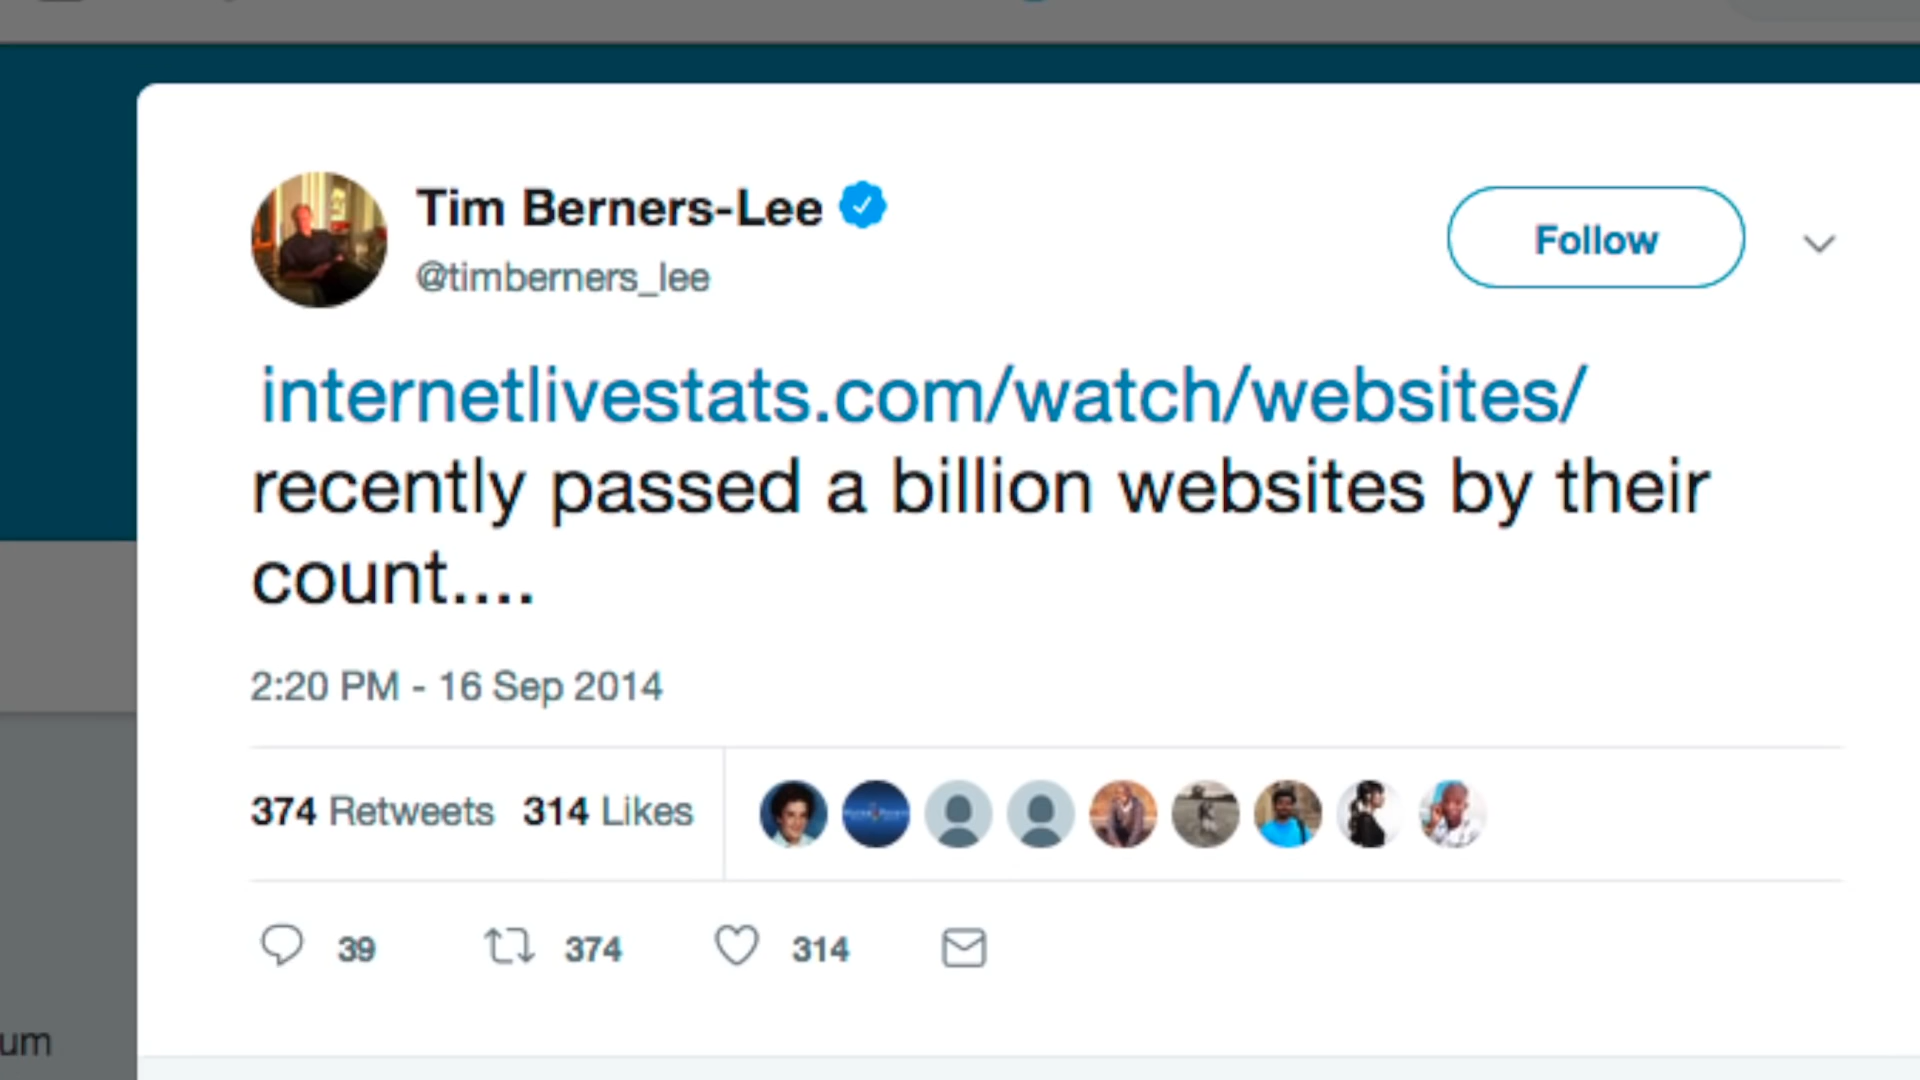 Tim Berners-Lee
@timberners_lee
Follow
internetlivestats.com/watch/websites/
recently passed a billion websites by their
count....
2:20 PM - 16 Sep 2014
374 Retweets 314 Likes
39 374 314
um